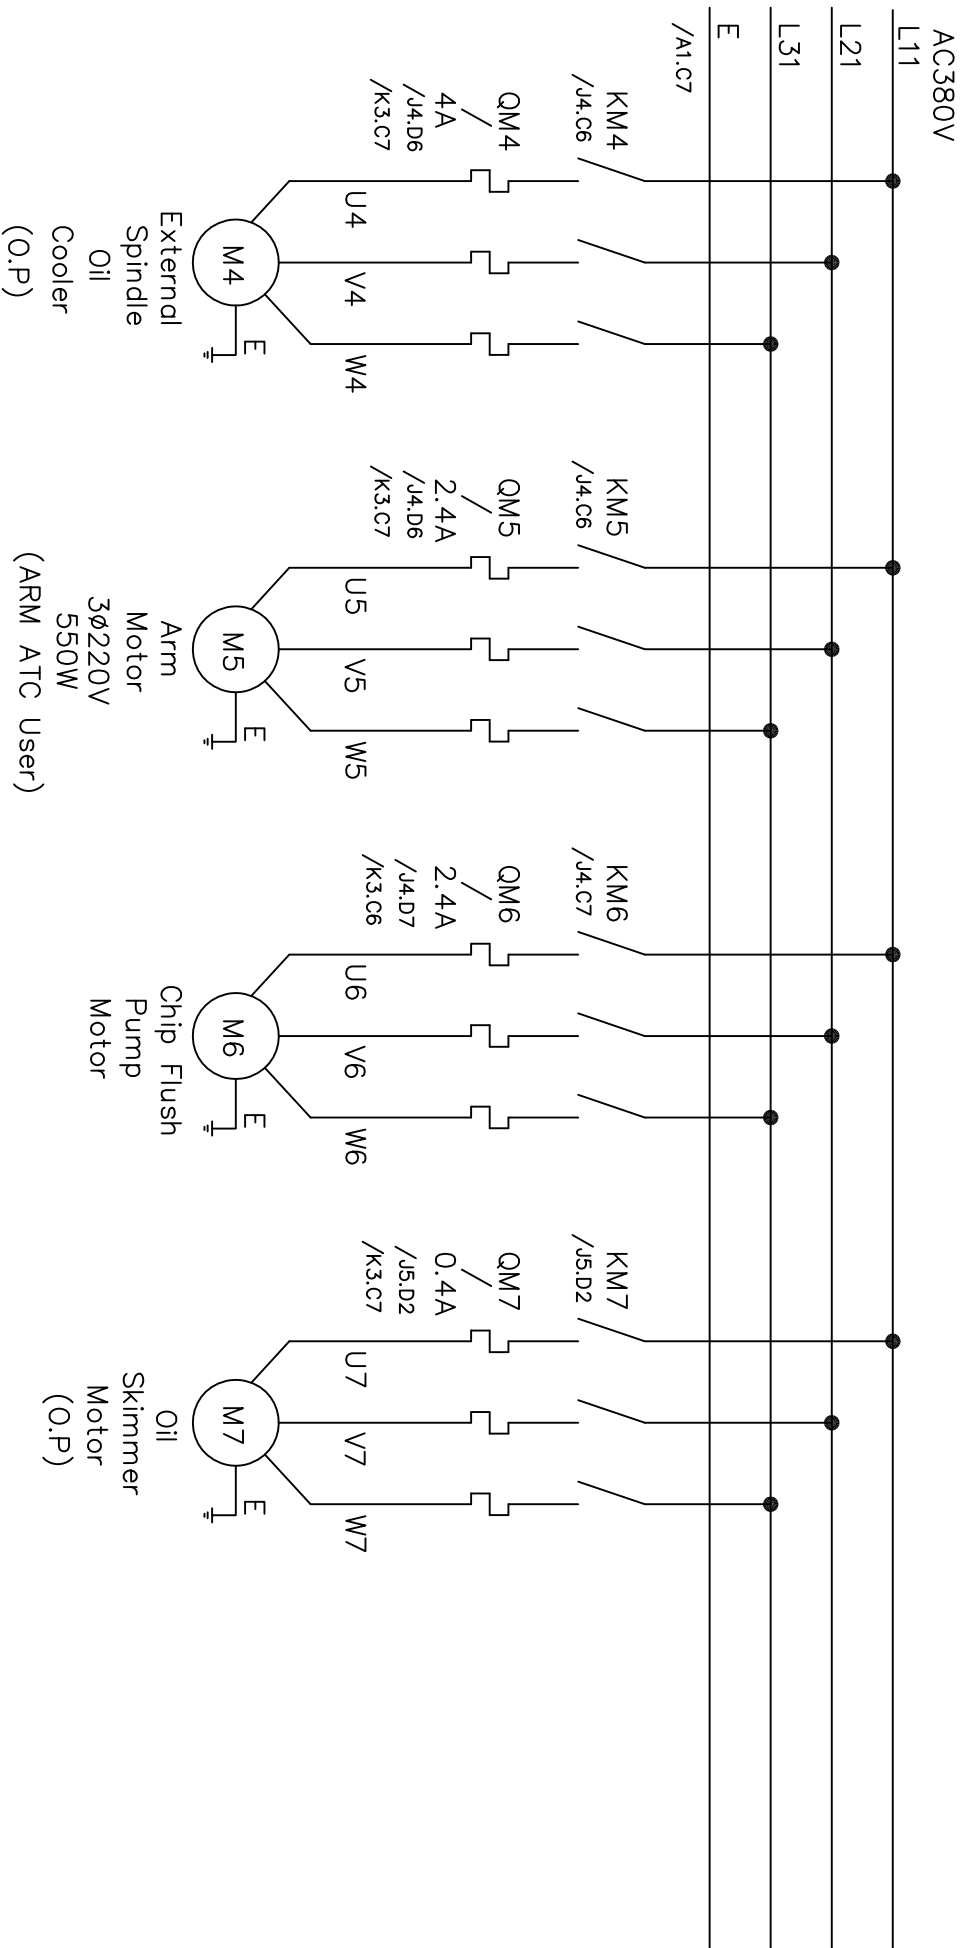 AC380V
L11
L21
L31
E
/A1.C7
KM4
/J4.C6
QM4
4A
/J4.D6
/K3.C7
U4
V4
W4
M4
E
External
Spindle
Oil
Cooler
(O.P)
KM5
/J4.C6
QM5
2.4A
/J4.D6
/K3.C7
U5
V5
W5
M5
E
Arm
Motor
3ø220V
550W
(ARM ATC User)
KM6
/J4.C7
QM6
2.4A
/J4.D7
/K3.C6
U6
V6
W6
M6
E
Chip Flush
Pump
Motor
KM7
/J5.D2
QM7
0.4A
/J5.D2
/K3.C7
U7
V7
W7
M7
E
Oil
Skimmer
Motor
(O.P)